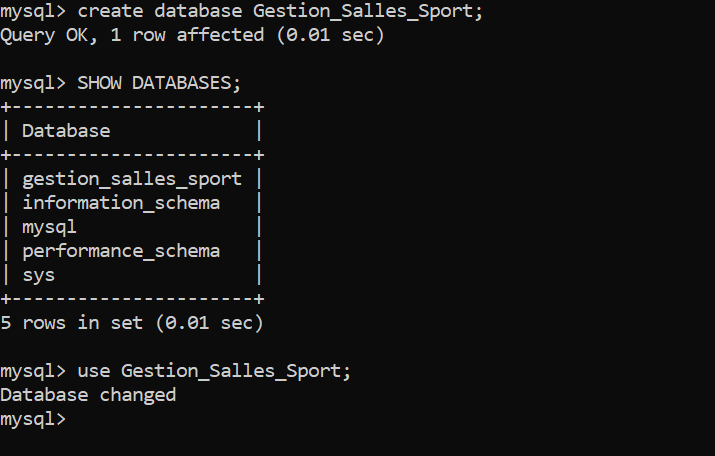 mysql> create database Gestion_Salles_Sport;
Query OK, 1 row affected (0.01 sec)
mysql> SHOW DATABASES;
+----------------------+
| Database             |
+----------------------+
| gestion_salles_sport |
| information_schema   |
| mysql                |
| performance_schema   |
| sys                  |
+----------------------+
5 rows in set (0.01 sec)
mysql> use Gestion_Salles_Sport;
Database changed
mysql>